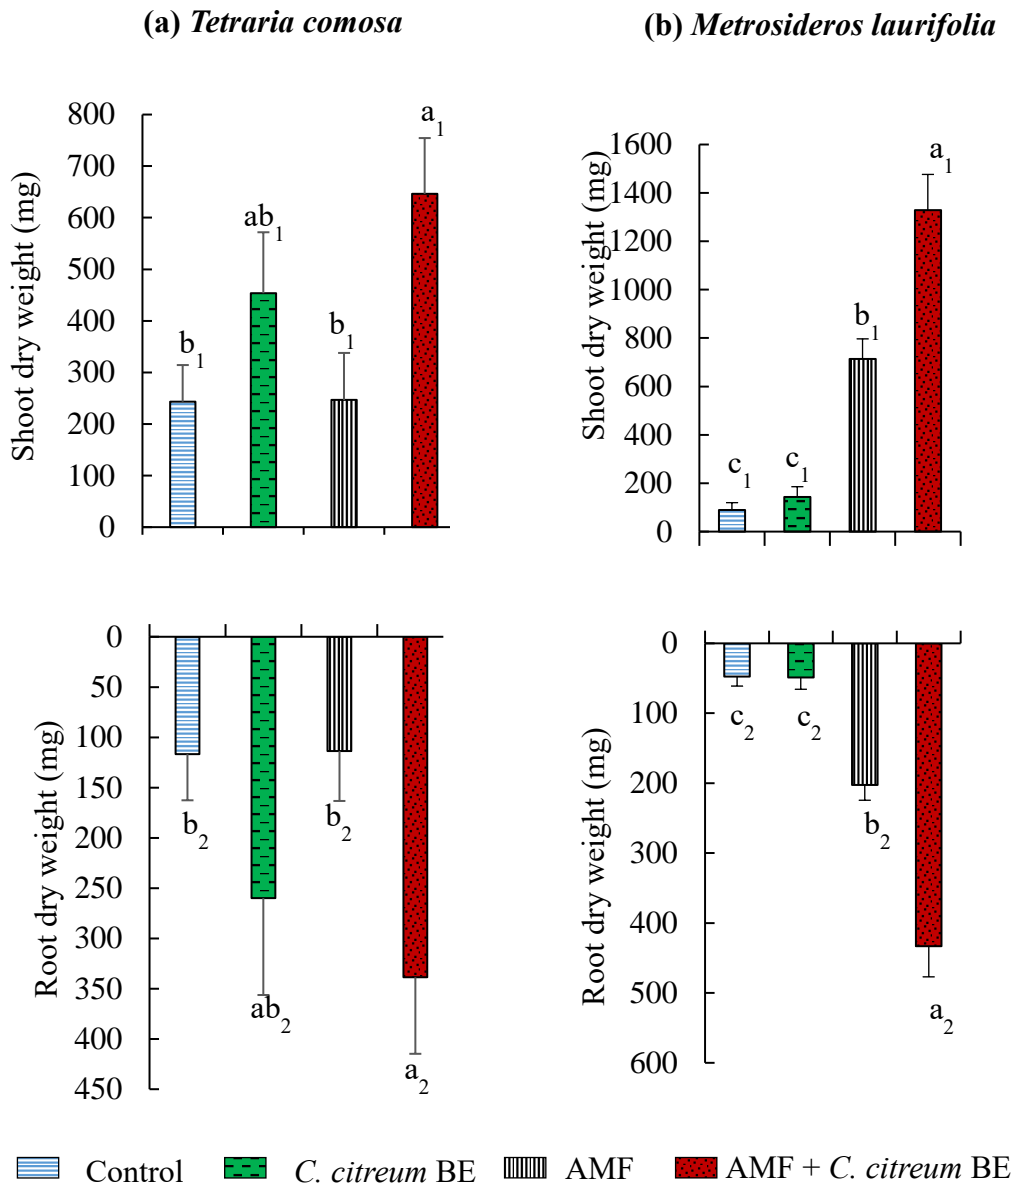 (a) Tetraria comosa
(b) Metrosideros laurifolia
Shoot dry weight (mg)
800
700
600
500
400
300
200
100
0
b1
ab1
b1
a1
Shoot dry weight (mg)
1600
1400
1200
1000
800
600
400
200
0
c1
c1
b1
a1
Root dry weight (mg)
0
50
100
150
200
250
300
350
400
450
b2
ab2
b2
a2
Root dry weight (mg)
0
100
200
300
400
500
600
c2
c2
b2
a2
Control
C. citreum BE
AMF
AMF + C. citreum BE